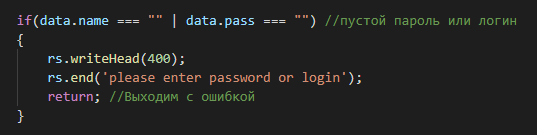 if(data.name === "" | data.pass === "") //пустой пароль или логин
{
    rs.writeHead(400);
    rs.end('please enter password or login');
    return; //Выходим с ошибкой
}